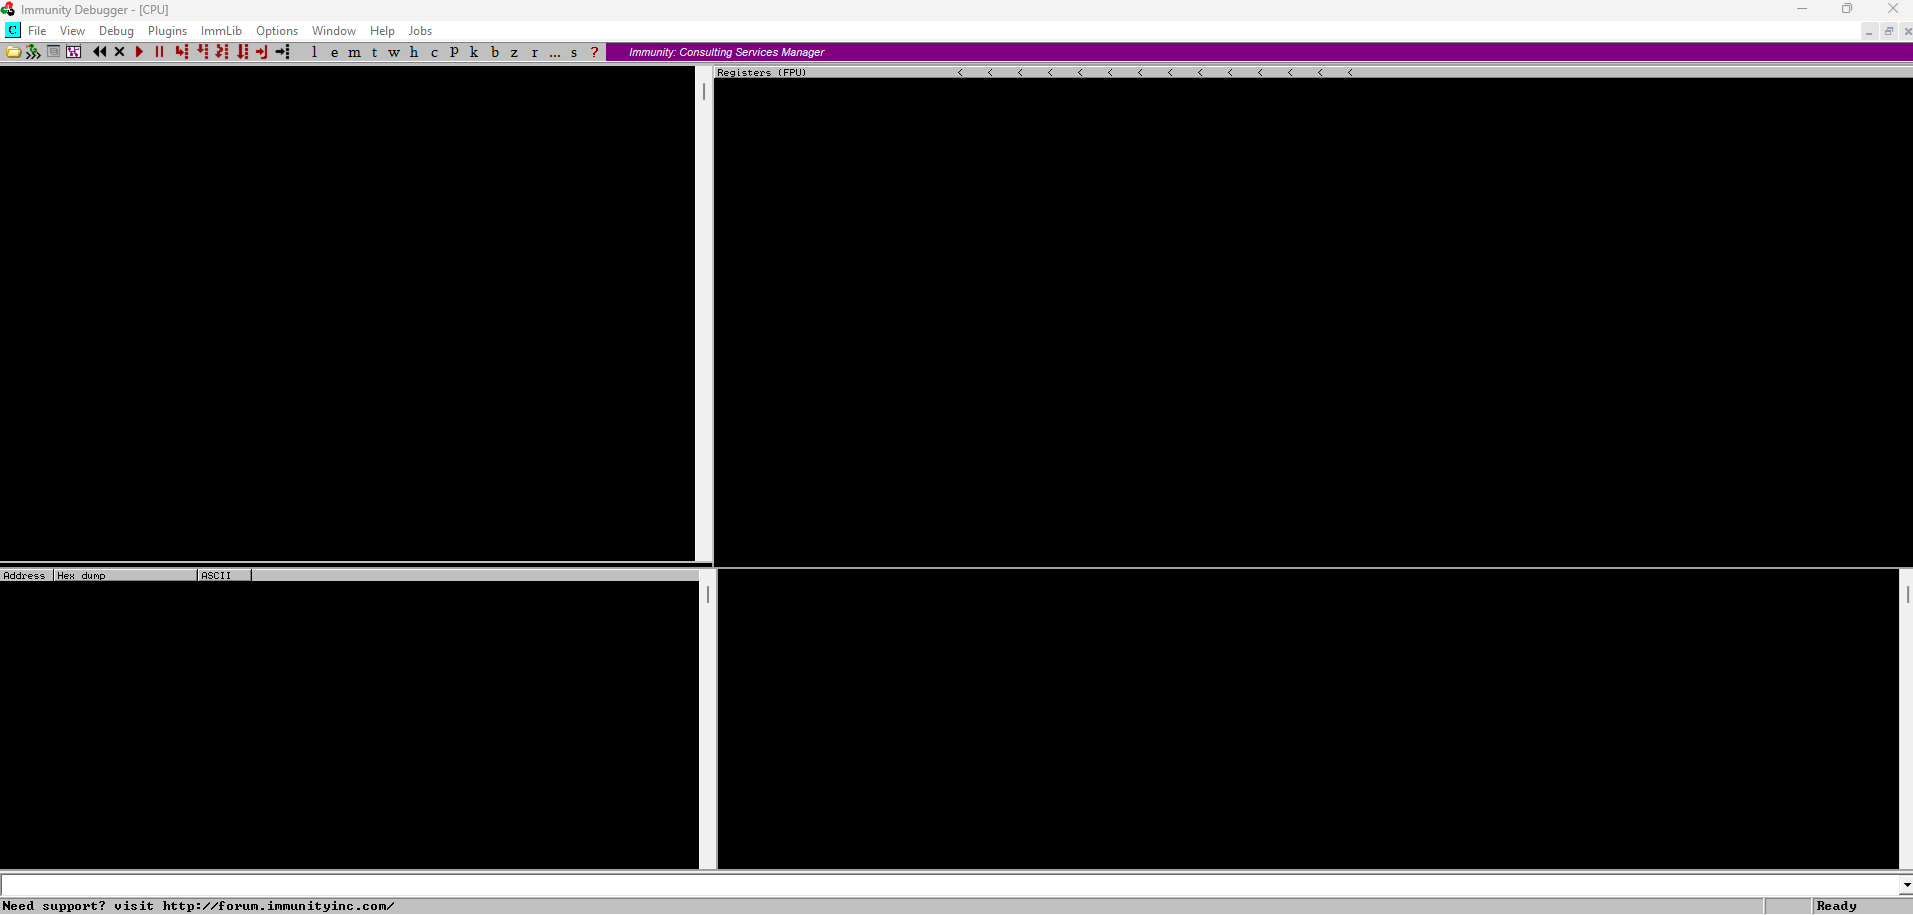 Immunity Debugger - [CPU]
C File View Debug Plugins ImmLib Options Window Help Jobs
l e m t w h c p k b z r ... s ? Immunity: Consulting Services Manager
Registers (FPU) < < < < < < < < < < < < < <
Address Hex dump ASCII
Need support? visit http://forum.immunityinc.com/ Ready